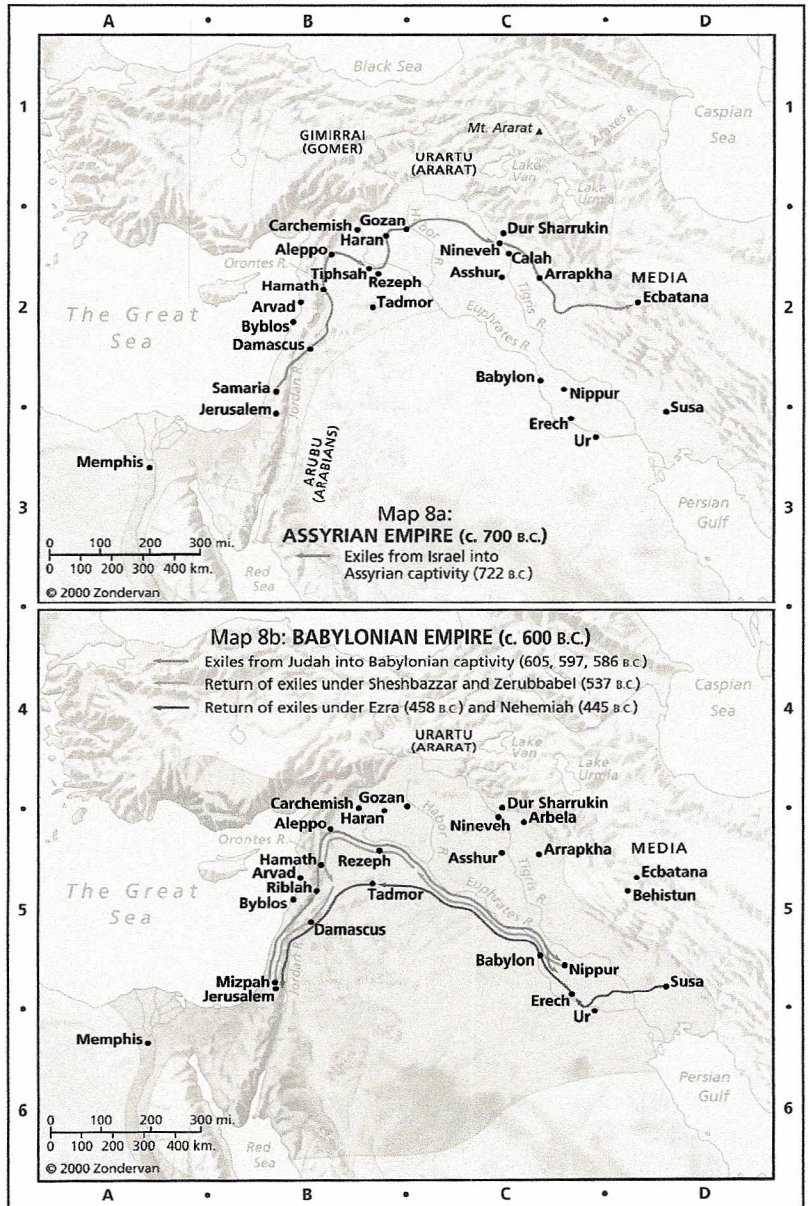 A • B • C • D
1
Black Sea
Caspian
Sea
Mt. Ararat
Araxes R.
GIMIRRAI
(GOMER)
URARTU
(ARARAT)
Lake
Van
Lake
Urmia
Carchemish
Gozan
Haran
Habor
R.
Dur Sharrukin
Nineveh
Calah
Aleppo
Orontes R.
Tiphsah
Rezeph
Asshur
Arrapkha
MEDIA
Ecbatana
Hamath
Arvad
Tadmor
2
The Great
Sea
Byblos
Damascus
Euphrates R.
Tigris R.
Samaria
Jordan R.
Jerusalem
Babylon
Nippur
Susa
Erech
Ur
Memphis
ARUBU
(ARABIANS)
3
Persian
Gulf
Map 8a:
ASSYRIAN EMPIRE (c. 700 B.C.)
Exiles from Israel into
Assyrian captivity (722 B.C.)
0 100 200 300 mi.
0 100 200 300 400 km.
Red
Sea
© 2000 Zondervan
Map 8b: BABYLONIAN EMPIRE (c. 600 B.C.)
Exiles from Judah into Babylonian captivity (605, 597, 586 B.C.)
Return of exiles under Sheshbazzar and Zerubbabel (537 B.C.)
Return of exiles under Ezra (458 B.C.) and Nehemiah (445 B C)
Caspian
Sea
4
URARTU
(ARARAT)
Lake
Van
Lake
Urmia
Carchemish
Gozan
Haran
Habor
R.
Dur Sharrukin
Nineveh
Arbela
Aleppo
Orontes R.
Hamath
Rezeph
Asshur
Arrapkha
MEDIA
Arvad
Riblah
Ecbatana
Behistun
5
The Great
Sea
Byblos
Tadmor
Euphrates R.
Tigris
R.
Damascus
Jordan R.
Babylon
Nippur
Mizpah
Jerusalem
Susa
Erech
Ur
Memphis
6
Persian
Gulf
0 100 200 300 mi.
0 100 200 300 400 km.
Red
Sea
© 2000 Zondervan
A • B • C • D
1
2
3
4
5
6